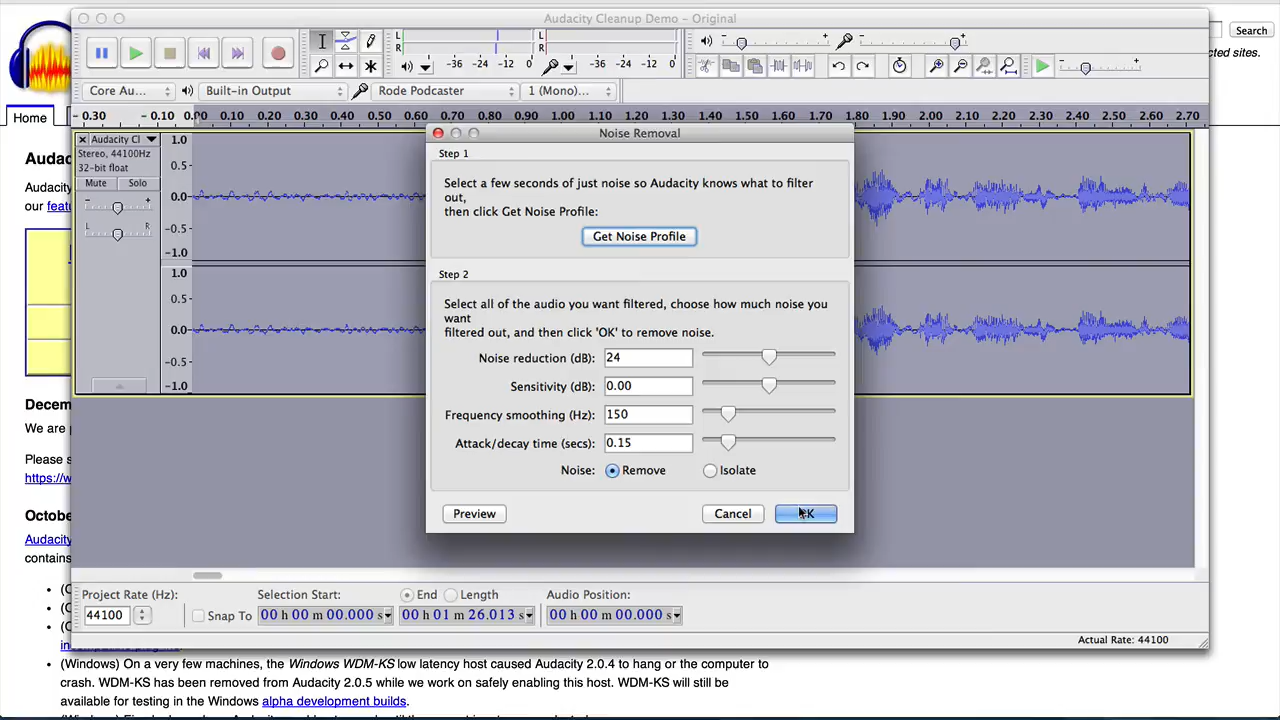 Audacity Cleanup Demo - Original
Search
ected sites.
L
R
-36 -24 -12 0
L
R
-36 -24 -12 0
Core Au...
Built-in Output
Rode Podcaster
1 (Mono)...
Home
- 0.30 -0.10 0.00 0.10 0.20 0.30 0.40 0.50 0.60 0.70 0.80 0.90 1.00 1.10 1.20 1.30 1.40 1.50 1.60 1.70 1.80 1.90 2.00 2.10 2.20 2.30 2.40 2.50 2.60 2.70
Audacity Cl
Stereo, 44100Hz
32-bit float
Mute Solo
- +
L R
1.0
0.5-
0.0-
-0.5-
-1.0
1.0
0.5-
0.0-
-0.5-
-1.0
Noise Removal
Step 1
Select a few seconds of just noise so Audacity knows what to filter
out,
then click Get Noise Profile:
Get Noise Profile
Step 2
Select all of the audio you want filtered, choose how much noise you
want
filtered out, and then click 'OK' to remove noise.
Noise reduction (dB): 24
Sensitivity (dB): 0.00
Frequency smoothing (Hz): 150
Attack/decay time (secs): 0.15
Noise: Remove Isolate
Preview Cancel OK
Auda
Audacity
our featu
Decem
We are p
Please s
https://w
Octobe
Audacity
contains
(C
(C
(C
Project Rate (Hz):
44100
Snap To
Selection Start:
00 h 00 m 00.000 s
End Length
00 h 01 m 26.013 s
Audio Position:
00 h 00 m 00.000 s
Actual Rate: 44100
(Windows) On a very few machines, the Windows WDM-KS low latency host caused Audacity 2.0.4 to hang or the computer to
crash. WDM-KS has been removed from Audacity 2.0.5 while we work on safely enabling this host. WDM-KS will still be
available for testing in the Windows alpha development builds.